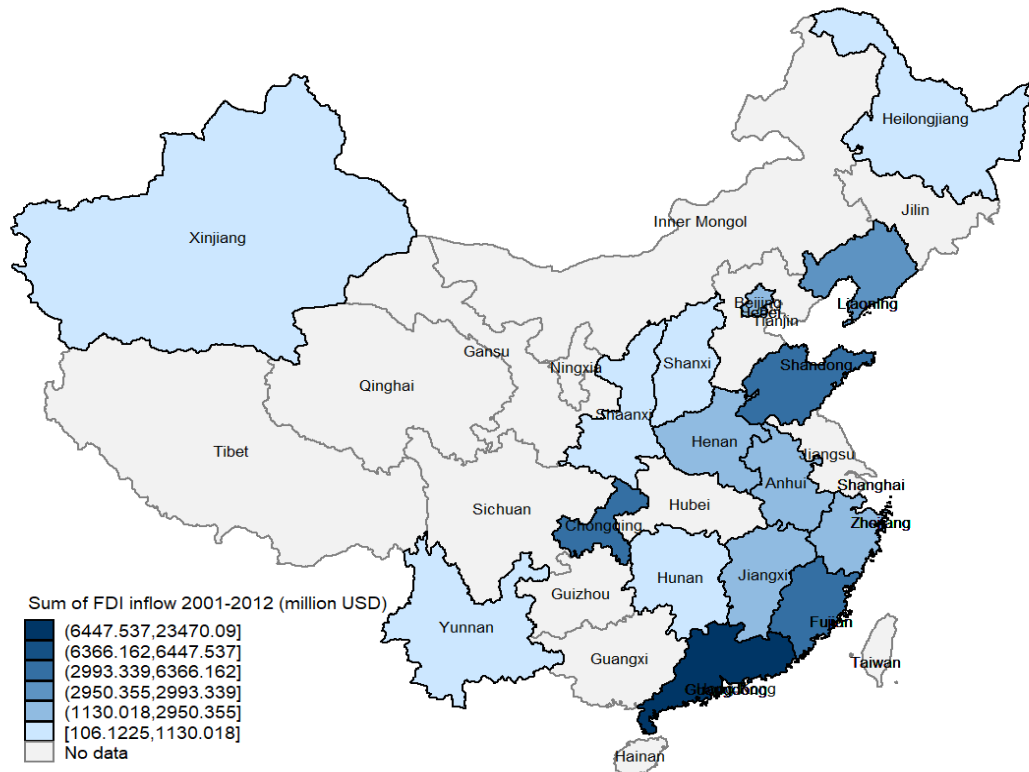 Heilongjiang
Jilin
Inner Mongol
Xinjiang
Liaoning
Beijing
Hebei
Tianjin
Gansu
Ningxia
Shanxi
Shandong
Qinghai
Shaanxi
Henan
Jiangsu
Tibet
Anhui
Shanghai
Sichuan
Hubei
Chongqing
Zhejiang
Hunan
Jiangxi
Guizhou
Fujian
Yunnan
Guangxi
Taiwan
Guangdong
Hong Kong
Hainan
Sum of FDI inflow 2001-2012 (million USD)
(6447.537,23470.09]
(6366.162,6447.537]
(2993.339,6366.162]
(2950.355,2993.339]
(1130.018,2950.355]
[106.1225,1130.018]
No data